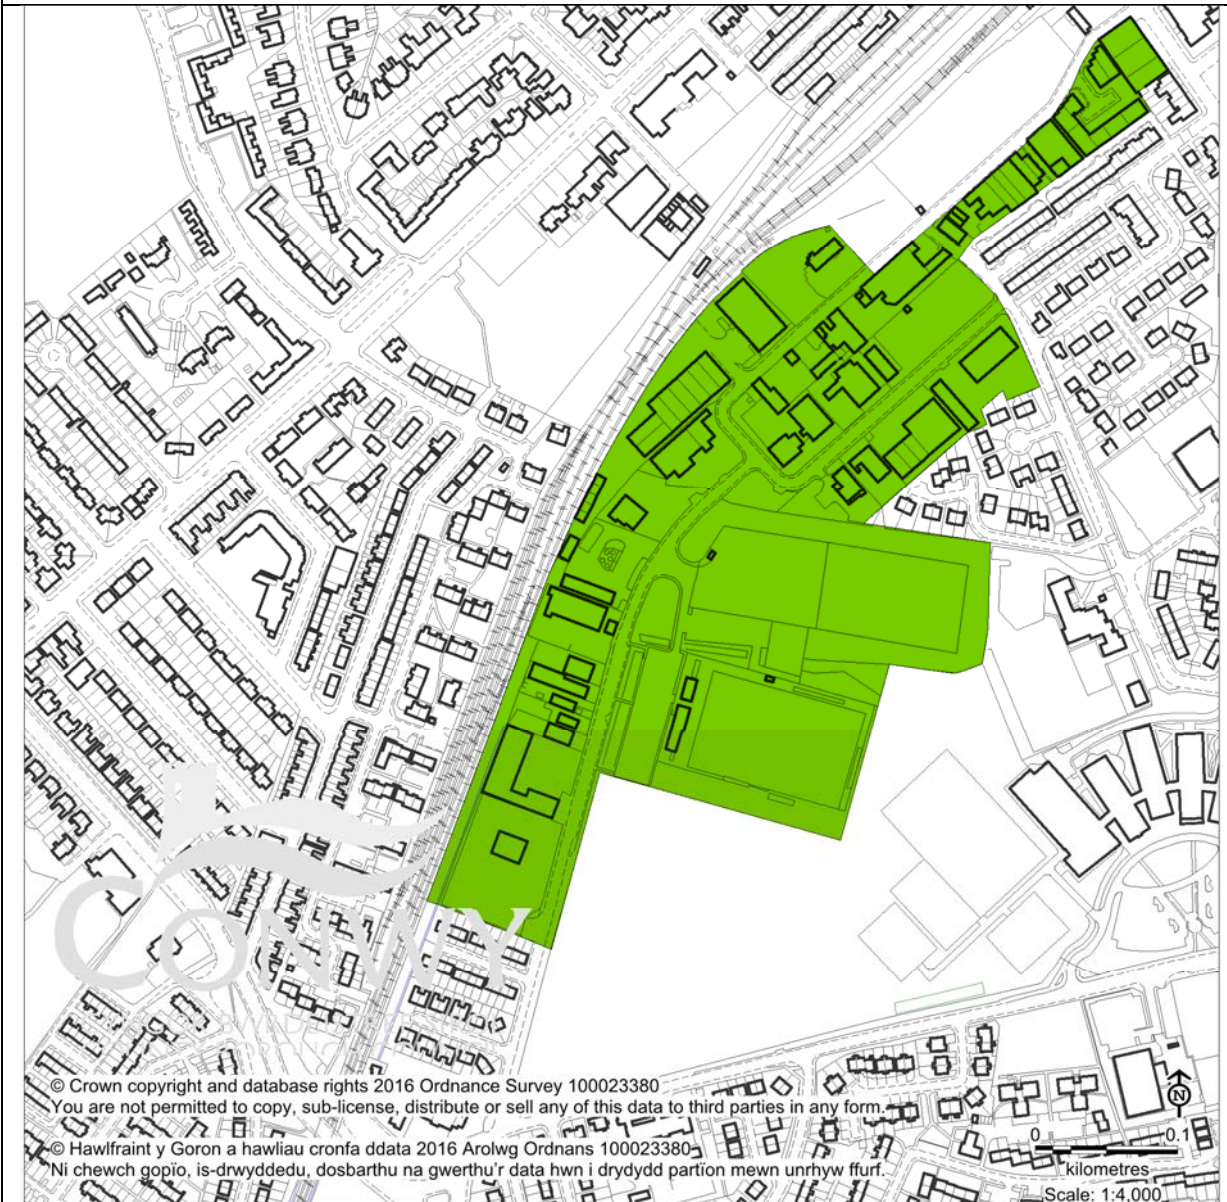 CONWY
© Crown copyright and database rights 2016 Ordnance Survey 100023380
You are not permitted to copy, sub-license, distribute or sell any of this data to third parties in any form.
© Hawlfraint y Goron a hawliau cronfa ddata 2016 Arolwg Ordnans 100023380
Ni chewch gopïo, is-drwyddedu, dosbarthu na gwerthu'r data hwn i drydydd partïon mewn unrhyw ffurf.
N
0 0.1
kilometres
Scale: 1:4,000